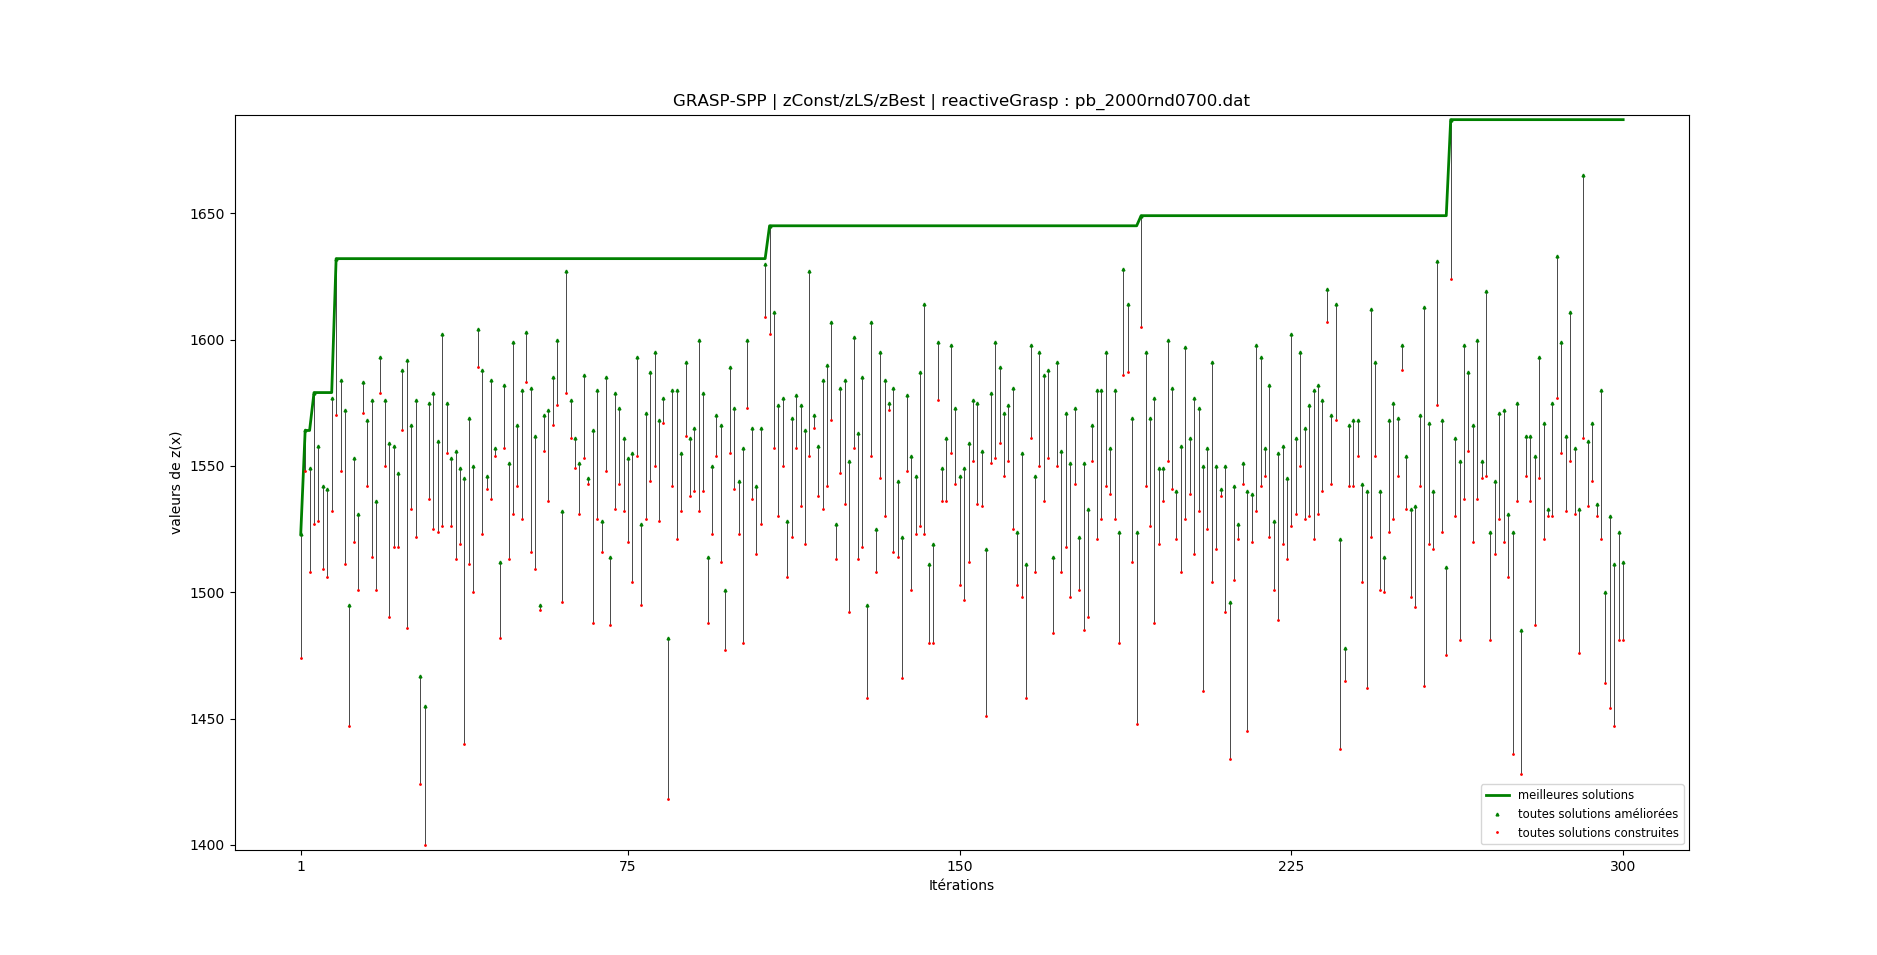 GRASP-SPP | zConst/zLS/zBest | reactiveGrasp : pb_2000rnd0700.dat
valeurs de z(x)
1650
1600
1550
1500
1450
1400
1 75 150 225 300
Itérations
meilleures solutions
toutes solutions améliorées
toutes solutions construites